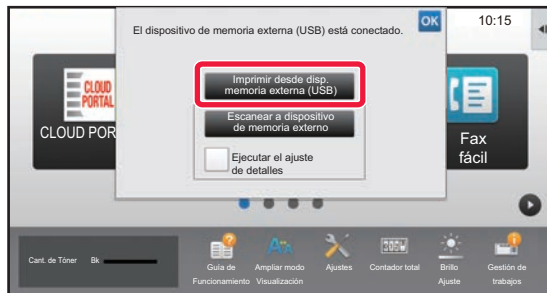 El dispositivo de memoria externa (USB) está conectado.
OK
10:15
Imprimir desde disp.
memoria externa (USB)
Escanear a dispositivo
de memoria externo
Ejecutar el ajuste
de detalles
CLOUD
PORTAL
CLOUD POR
Fax
fácil
Cant. de Tóner Bk
Guía de
Funcionamiento
Ampliar modo
Visualización
Ajustes
Contador total
Brillo
Ajuste
Gestión de
trabajos